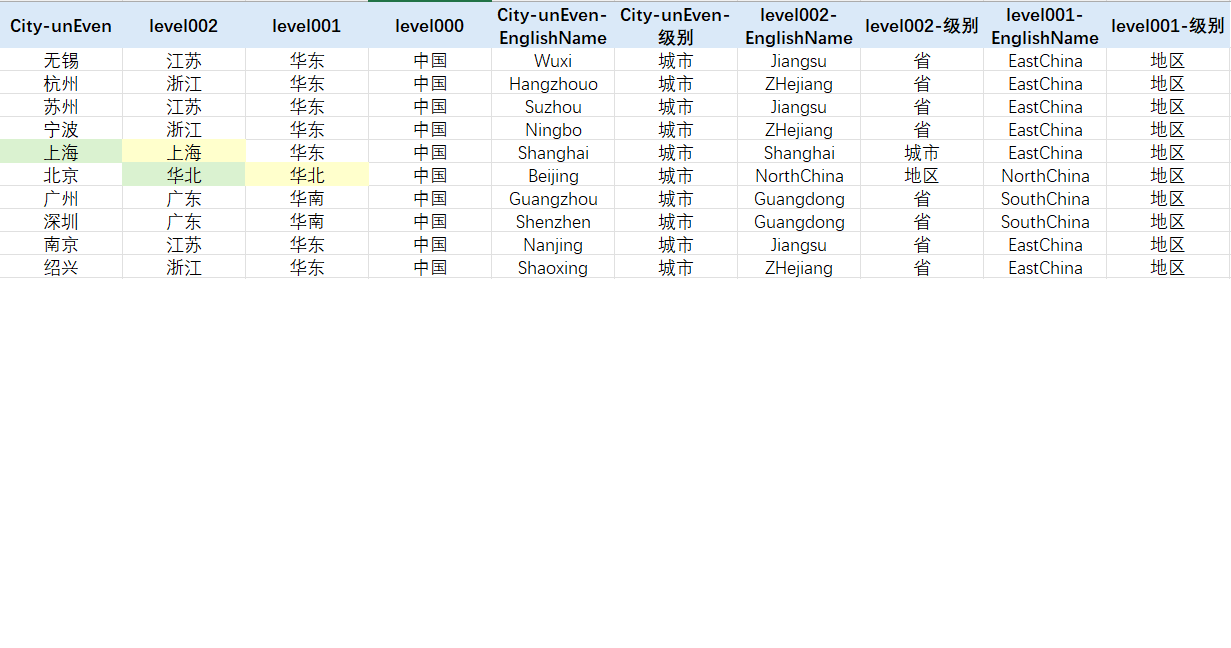 City-unEven level002 level001 level000 City-unEven-EnglishName City-unEven-级别 level002-EnglishName level002-级别 level001-EnglishName level001-级别
无锡 江苏 华东 中国 Wuxi 城市 Jiangsu 省 EastChina 地区
杭州 浙江 华东 中国 Hangzhouo 城市 ZHejiang 省 EastChina 地区
苏州 江苏 华东 中国 Suzhou 城市 Jiangsu 省 EastChina 地区
宁波 浙江 华东 中国 Ningbo 城市 ZHejiang 省 EastChina 地区
上海 上海 华东 中国 Shanghai 城市 Shanghai 城市 EastChina 地区
北京 华北 华北 中国 Beijing 城市 NorthChina 地区 NorthChina 地区
广州 广东 华南 中国 Guangzhou 城市 Guangdong 省 SouthChina 地区
深圳 广东 华南 中国 Shenzhen 城市 Guangdong 省 SouthChina 地区
南京 江苏 华东 中国 Nanjing 城市 Jiangsu 省 EastChina 地区
绍兴 浙江 华东 中国 Shaoxing 城市 ZHejiang 省 EastChina 地区